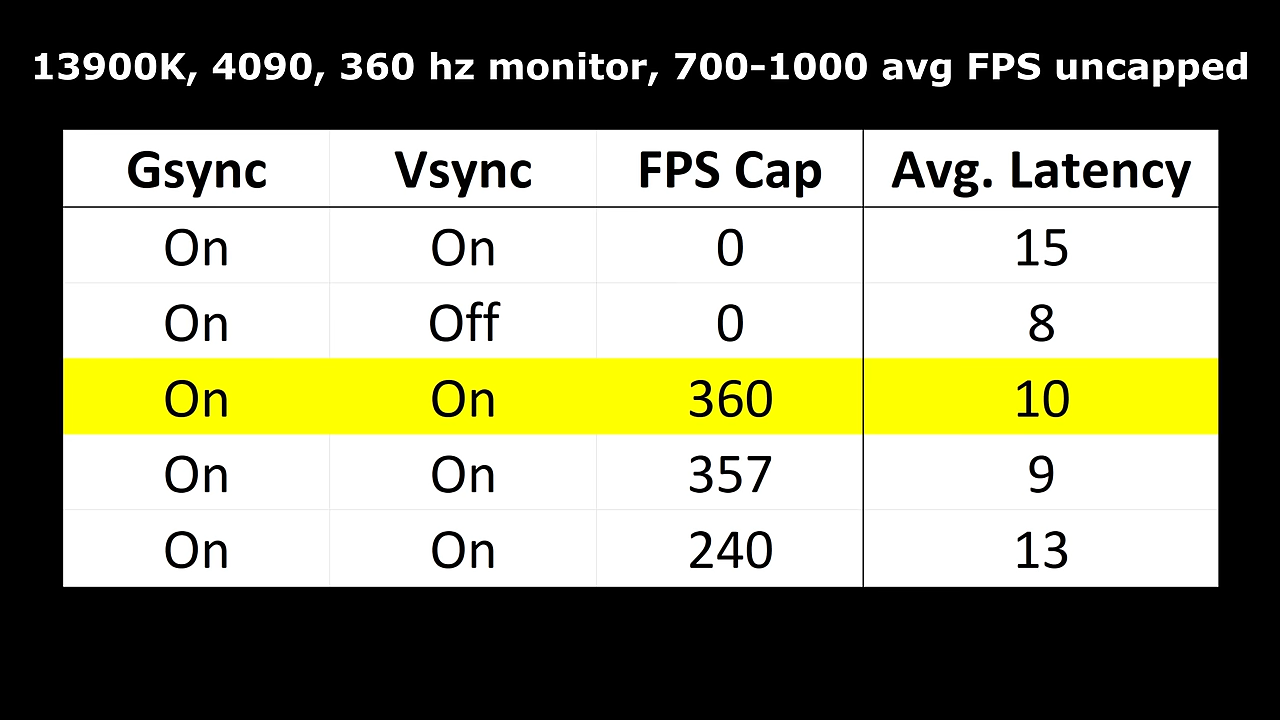 13900K, 4090, 360 hz monitor, 700-1000 avg FPS uncapped
Gsync Vsync FPS Cap Avg. Latency
On On 0 15
On Off 0 8
On On 360 10
On On 357 9
On On 240 13